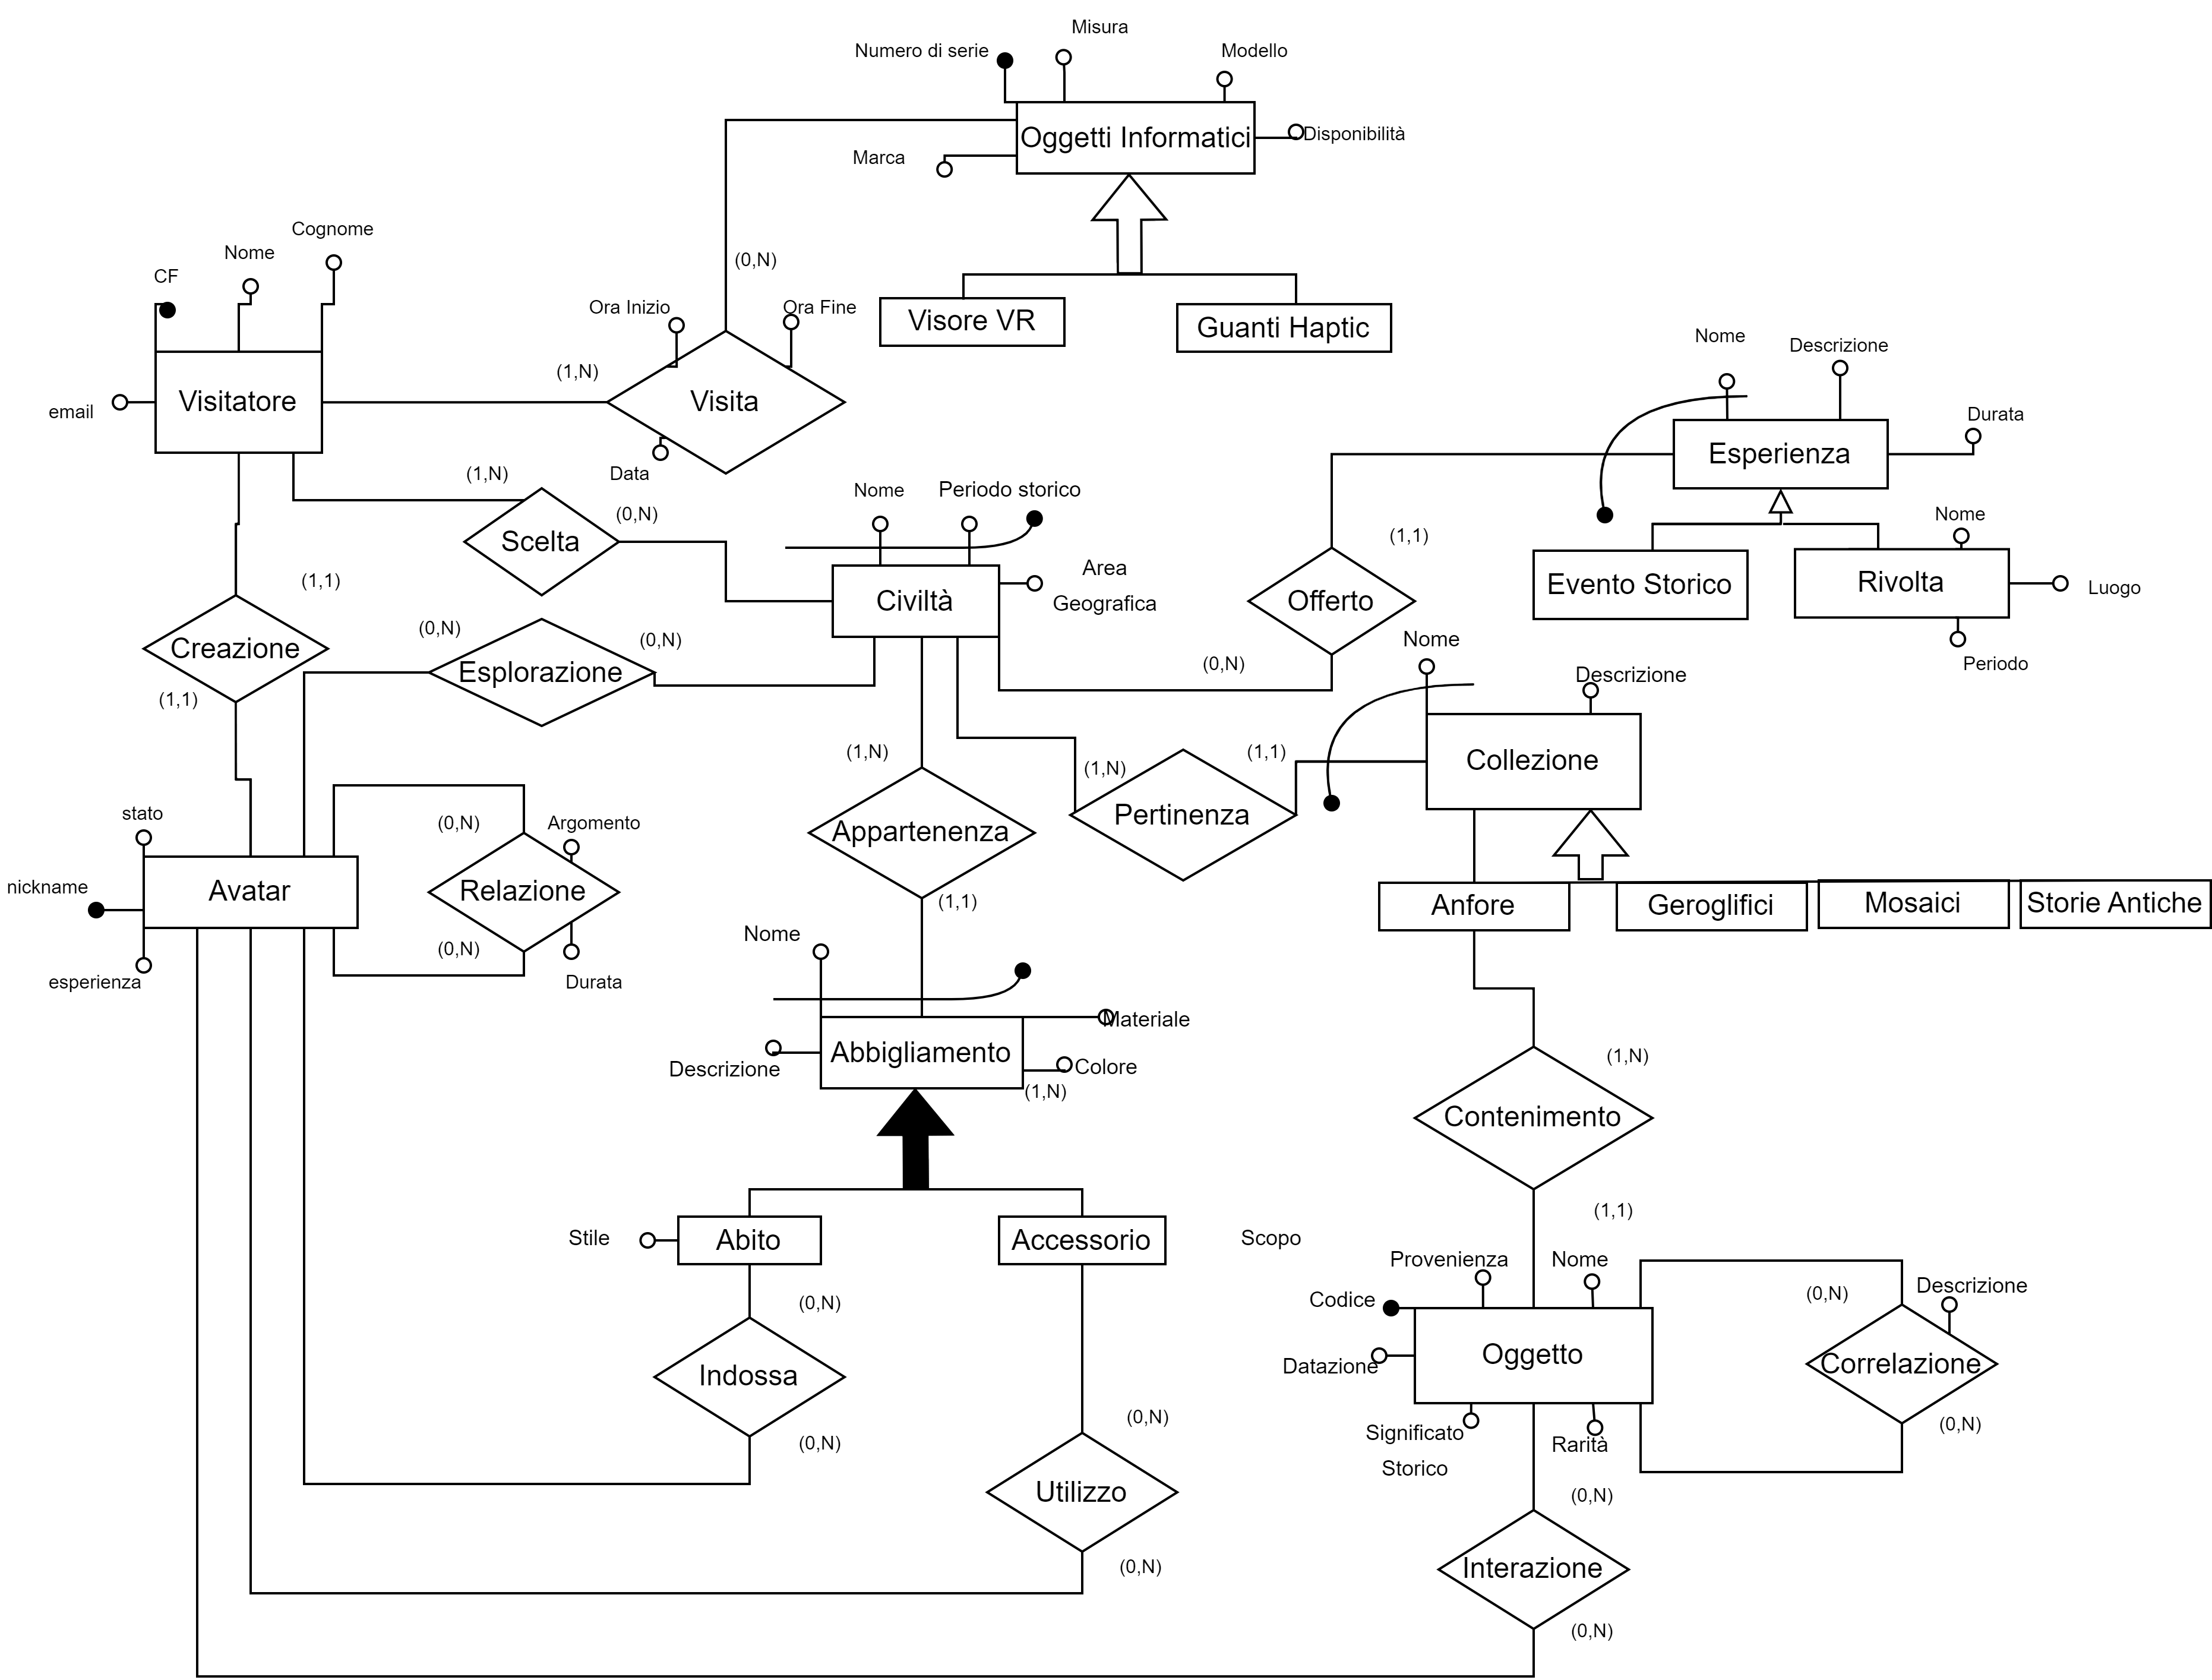 Misura
Numero di serie
Modello
Oggetti Informatici
Disponibilità
Marca
Cognome
Nome
CF
(0,N)
Ora Inizio
Ora Fine
Visore VR
Guanti Haptic
Nome
Descrizione
(1,N)
Visitatore
Visita
email
Durata
Esperienza
Data
(1,N)
Nome
Periodo storico
(0,N)
Nome
Scelta
(1,1)
Area
Geografica
(1,1)
Evento Storico
Rivolta
Luogo
Civiltà
Offerto
(0,N)
(0,N)
Nome
Creazione
Esplorazione
(0,N)
Periodo
Descrizione
(1,1)
(1,N)
(1,1)
Collezione
(1,N)
stato
(0,N)
Argomento
Pertinenza
Appartenenza
nickname
Avatar
Relazione
(1,1)
Anfore
Geroglifici
Mosaici
Storie Antiche
Nome
(0,N)
esperienza
Durata
Materiale
Abbigliamento
(1,N)
Descrizione
Colore
(1,N)
Contenimento
(1,1)
Stile
Abito
Accessorio
Scopo
Provenienza
Nome
Descrizione
(0,N)
Codice
(0,N)
Oggetto
Correlazione
Datazione
Indossa
(0,N)
(0,N)
Significato
Storico
Rarità
(0,N)
Utilizzo
(0,N)
(0,N)
Interazione
(0,N)